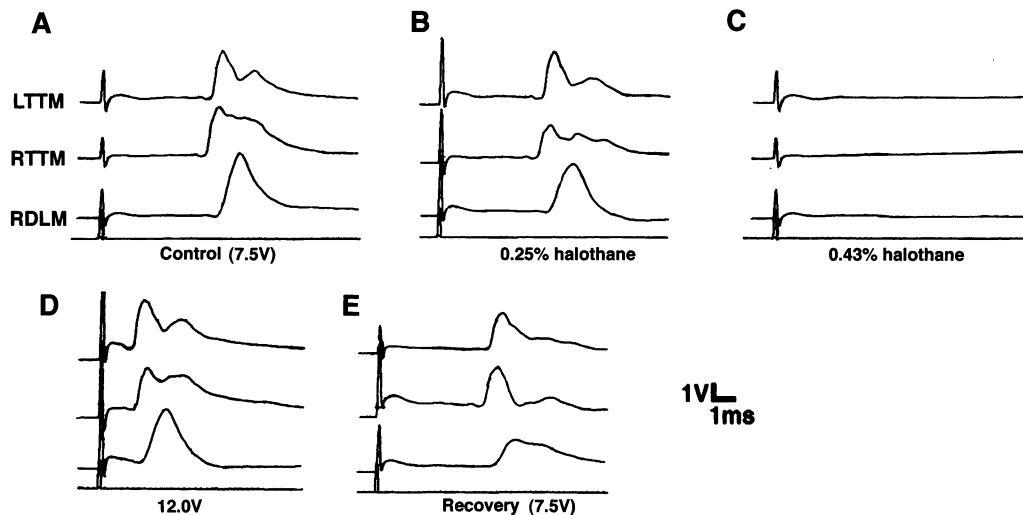 A
B
C
LTTM
RTTM
RDLM
Control (7.5V)
0.25% halothane
0.43% halothane
D
E
1V
1ms
12.0V
Recovery (7.5V)